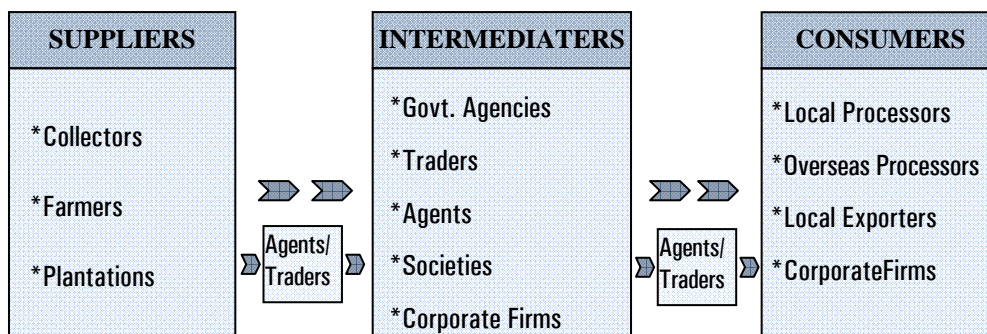 SUPPLIERS
*Collectors
*Farmers
*Plantations
Agents/
Traders
INTERMEDIATERS
*Govt. Agencies
*Traders
*Agents
*Societies
*Corporate Firms
Agents/
Traders
CONSUMERS
*Local Processors
*Overseas Processors
*Local Exporters
*CorporateFirms